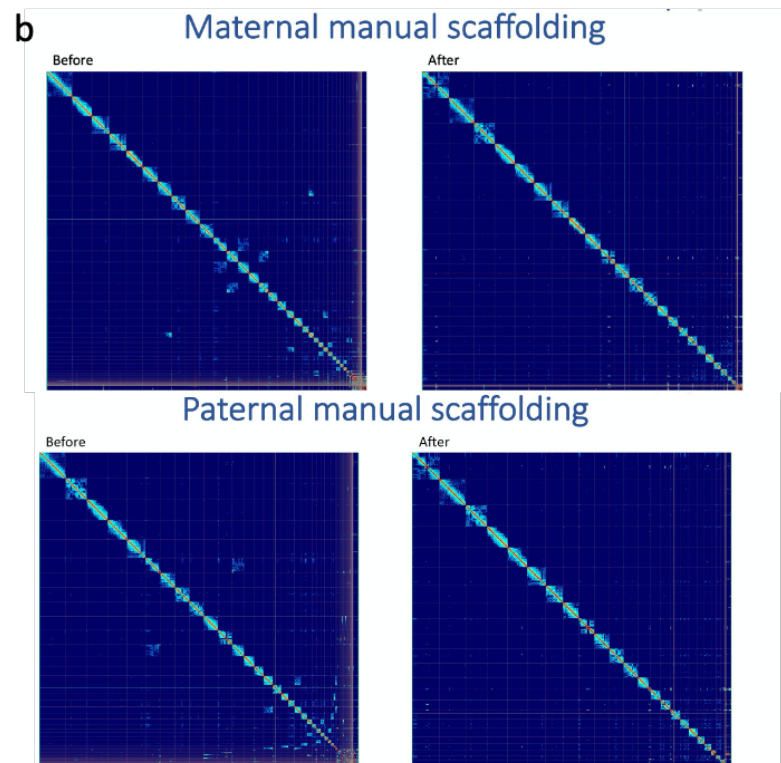 b
Maternal manual scaffolding
Before
After
Paternal manual scaffolding
Before
After